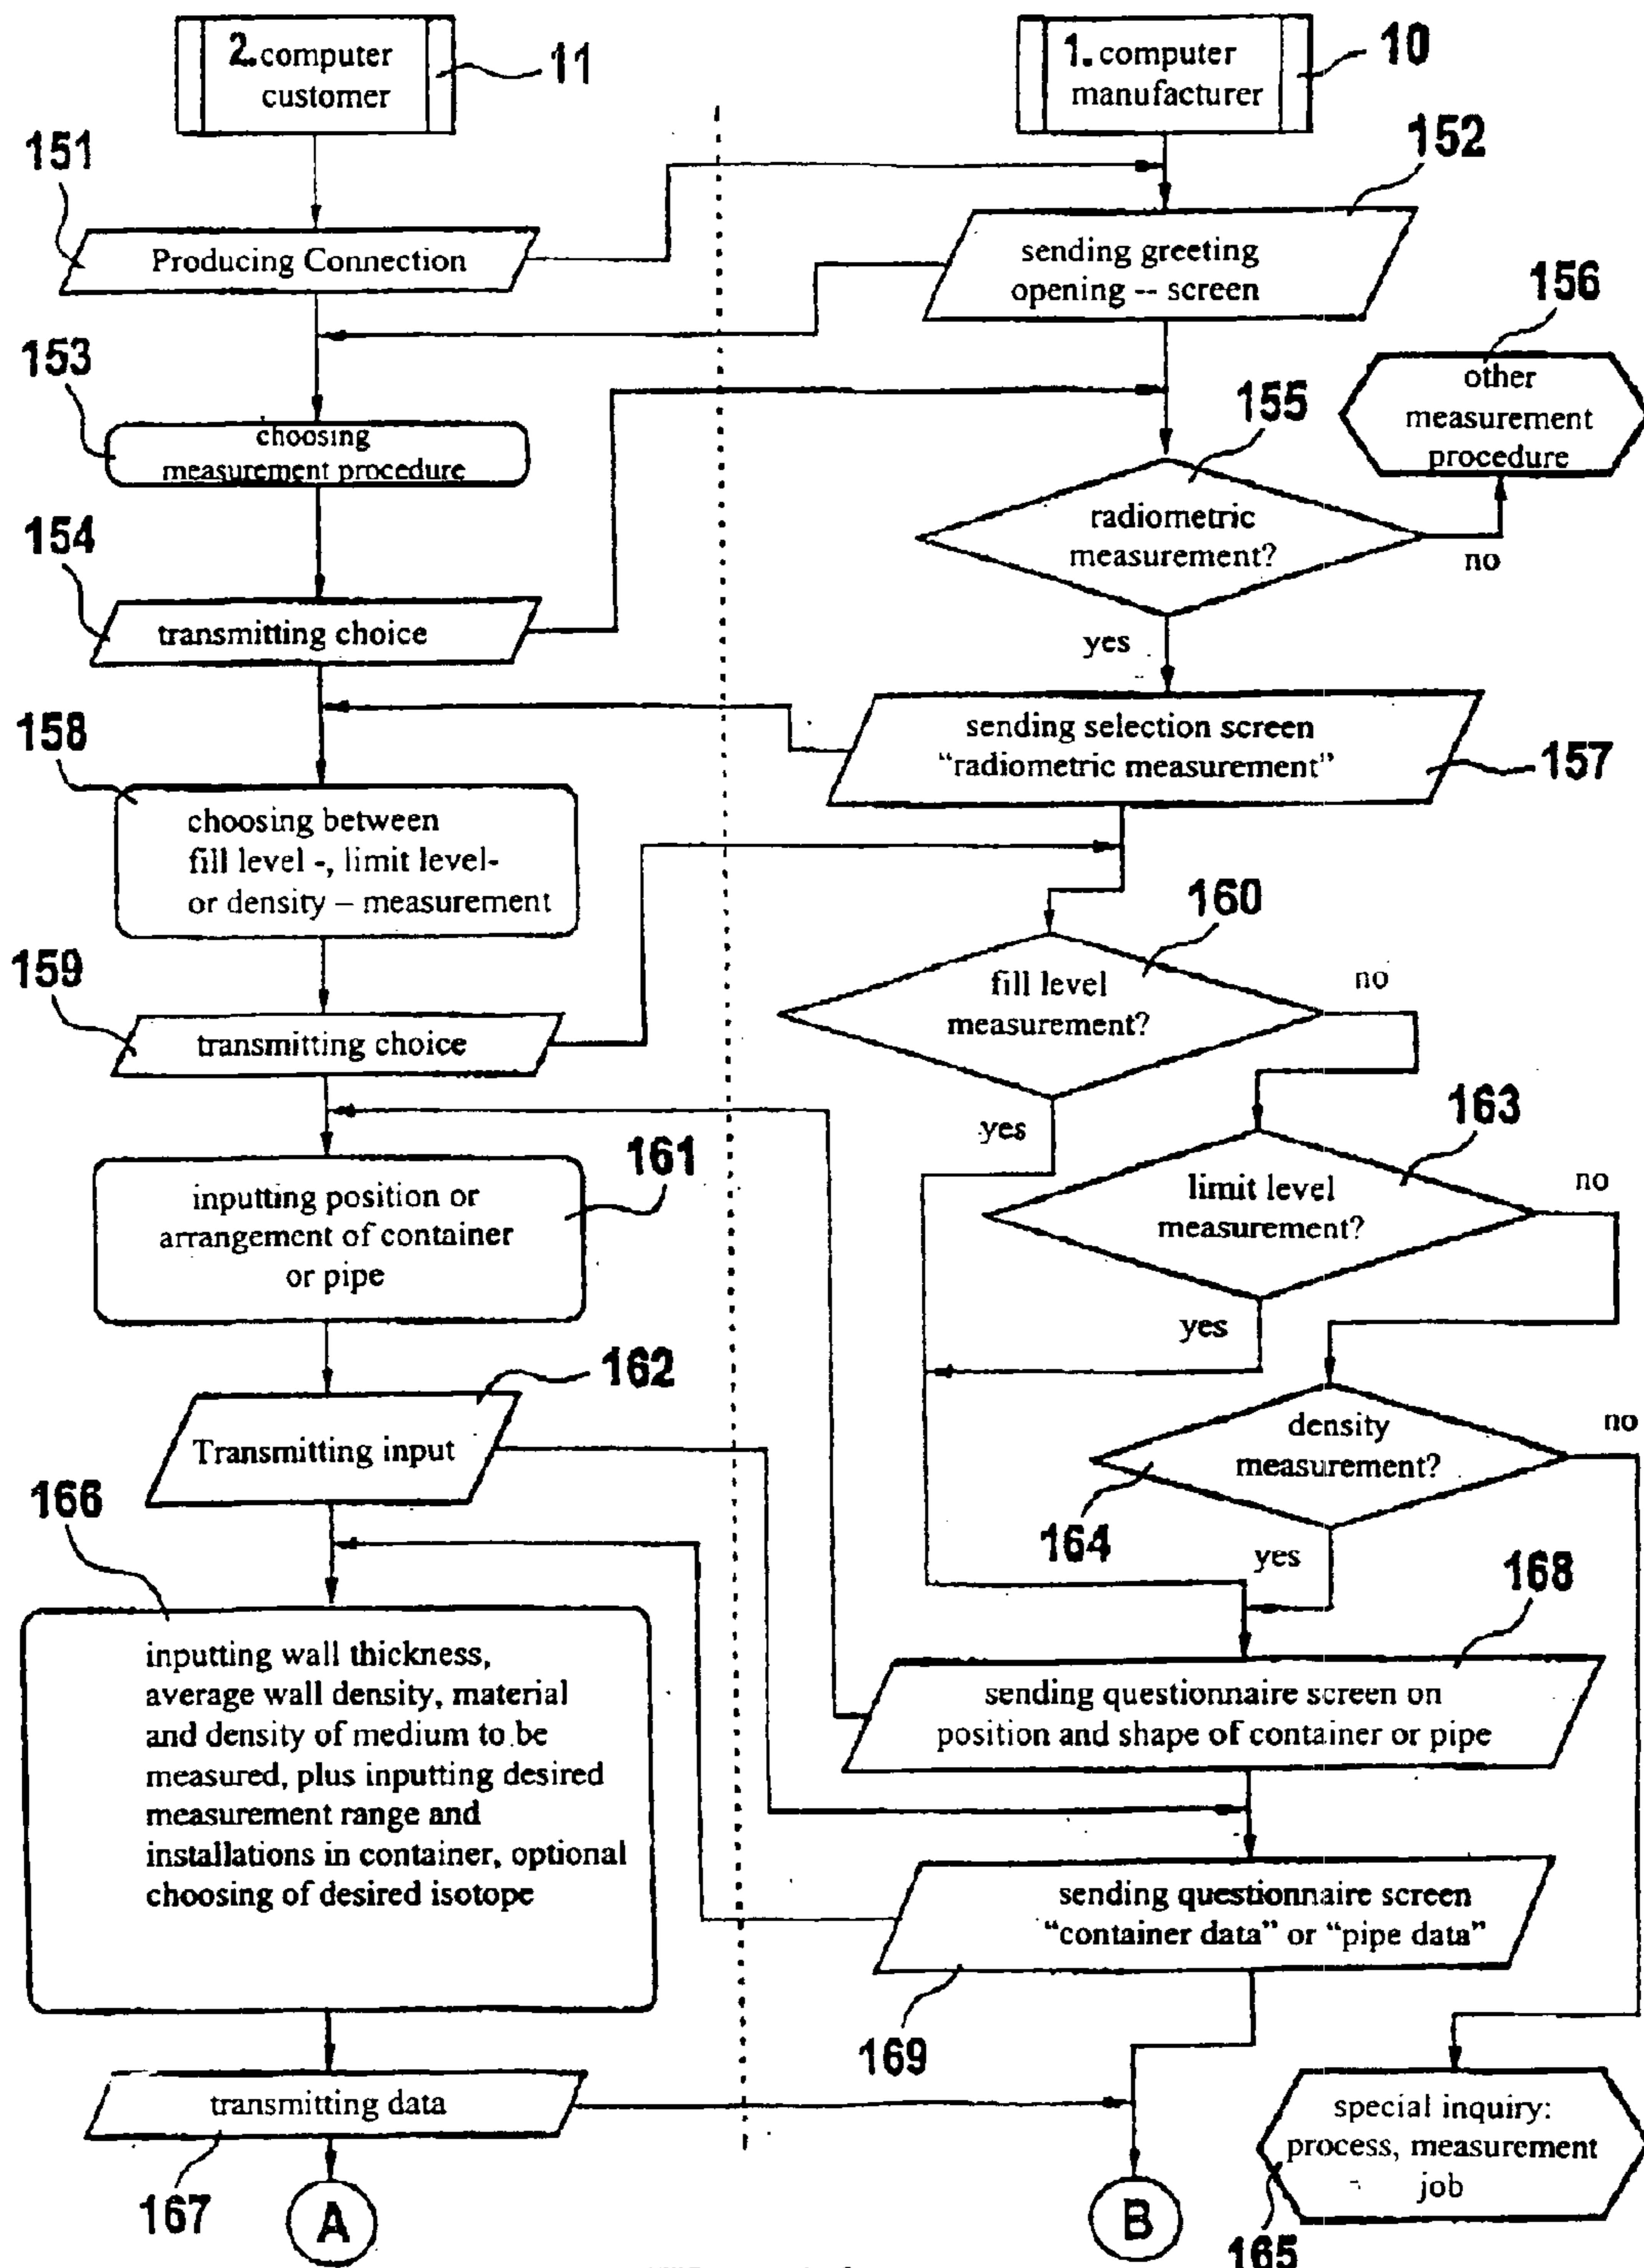 2. computer
customer
11
1. computer
manufacturer
10
151
Producing Connection
152
sending greeting
opening -- screen
153
choosing
measurement procedure
156
other
measurement
procedure
155
radiometric
measurement?
no
yes
154
transmitting choice
157
sending selection screen
“radiometric measurement”
158
choosing between
fill level -, limit level-
or density – measurement
159
transmitting choice
160
fill level
measurement?
no
yes
161
inputting position or
arrangement of container
or pipe
163
limit level
measurement?
no
yes
162
Transmitting input
164
density
measurement?
no
yes
166
inputting wall thickness,
average wall density, material
and density of medium to be
measured, plus inputting desired
measurement range and
installations in container, optional
choosing of desired isotope
168
sending questionnaire screen on
position and shape of container or pipe
169
sending questionnaire screen
“container data” or “pipe data”
167
transmitting data
A
B
165
special inquiry:
process, measurement
job